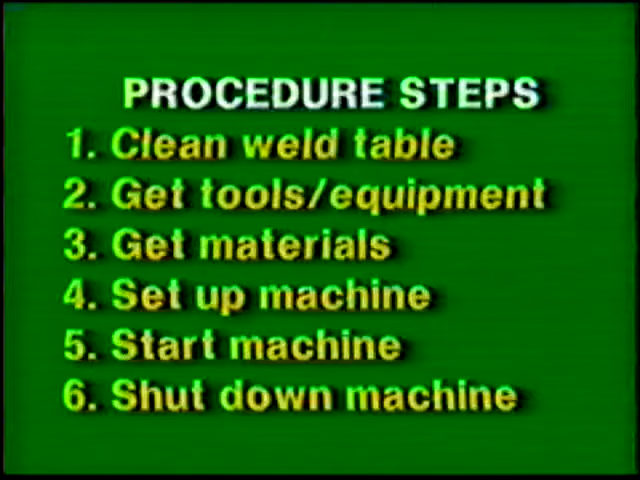 PROCEDURE STEPS
1. Clean weld table
2. Get tools/equipment
3. Get materials
4. Set up machine
5. Start machine
6. Shut down machine